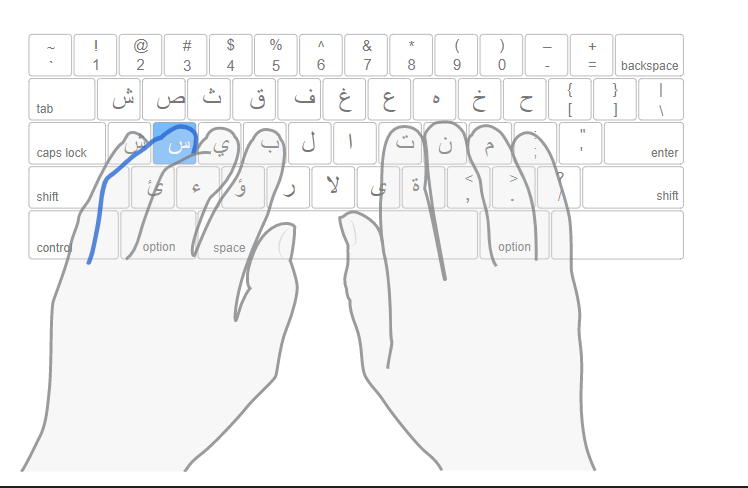 ~ ! @ # $ % ^ & * ( ) – +
` 1 2 3 4 5 6 7 8 9 0 - = backspace
tab ش ص ث ق ف غ ع ه خ ح { [ } ] | \
caps lock ش س ي ب ل ا ت ن م : ; " ' enter
shift ئ ء ؤ ر لا ى ة < , > . ? / shift
control option space option